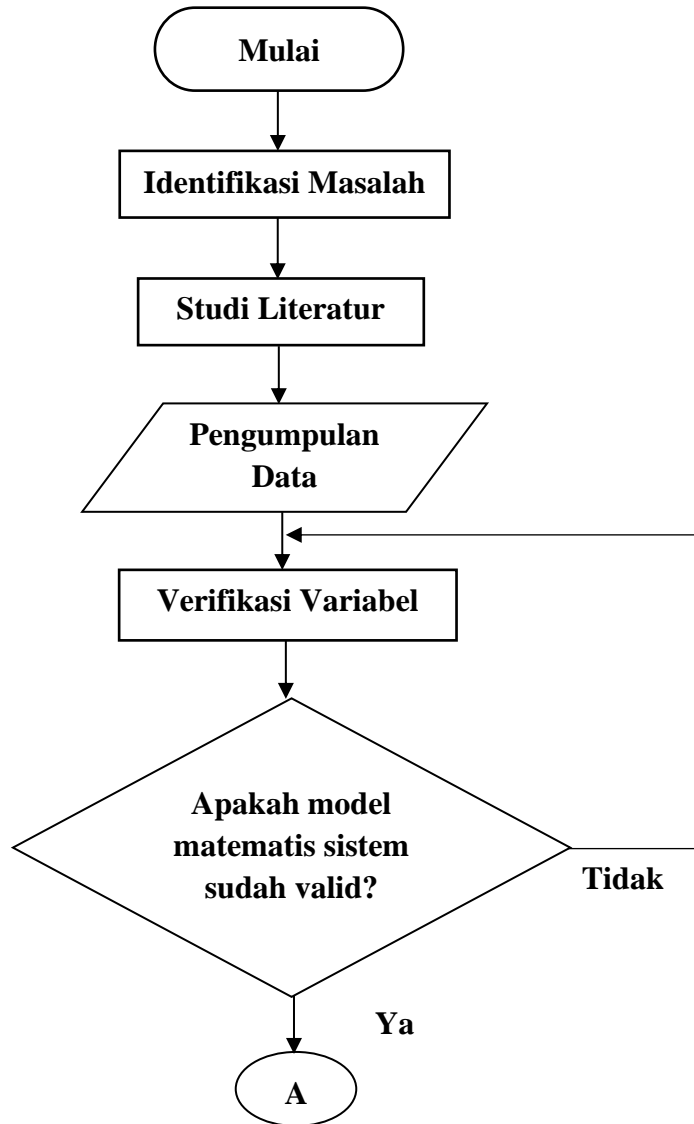 Mulai
Identifikasi Masalah
Studi Literatur
Pengumpulan
Data
Verifikasi Variabel
Apakah model
matematis sistem
sudah valid?
Tidak
Ya
A